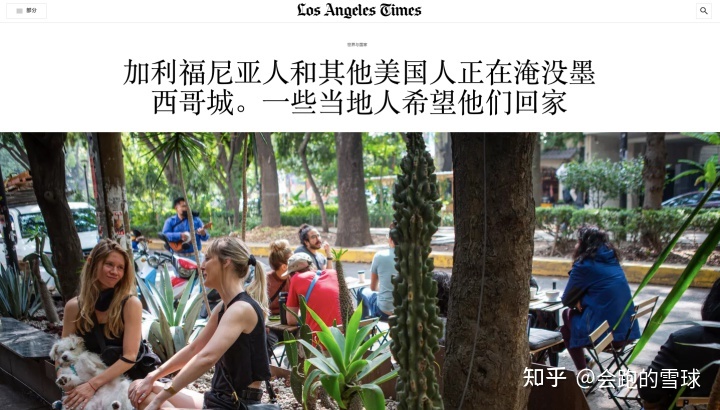 部分
Los Angeles Times
世界与国家
加利福尼亚人和其他美国人正在淹没墨
西哥城。一些当地人希望他们回家
知乎 @会跑的雪球